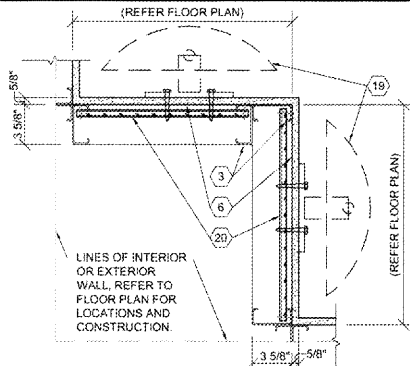 (REFER FLOOR PLAN)
5/8"
3 5/8"
19
3
6
20
(REFER FLOOR PLAN)
LINES OF INTERIOR
OR EXTERIOR
WALL, REFER TO
FLOOR PLAN FOR
LOCATIONS AND
CONSTRUCTION.
3 5/8"
5/8"